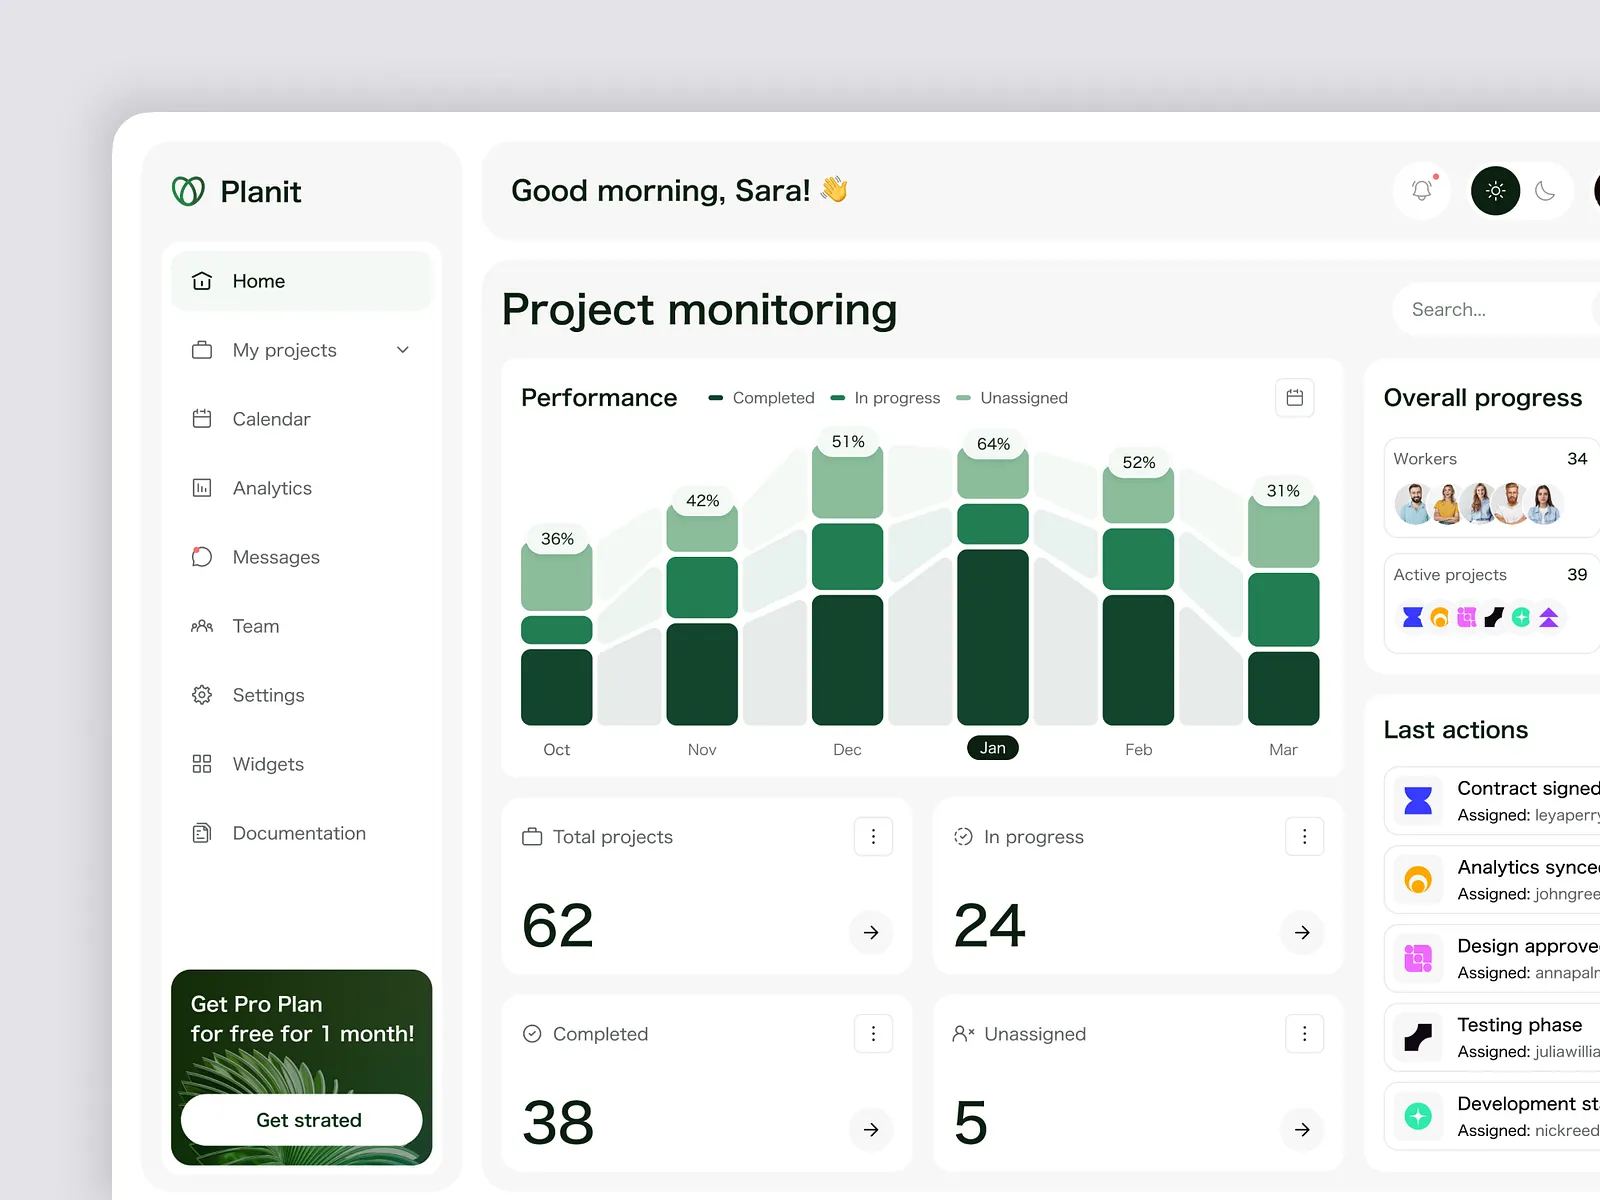 Planit
Good morning, Sara! 👋
Home
My projects
Calendar
Analytics
Messages
Team
Settings
Widgets
Documentation
Get Pro Plan
for free for 1 month!
Get strated
Project monitoring
Search...
Performance
Completed
In progress
Unassigned
36%
42%
51%
64%
52%
31%
Oct
Nov
Dec
Jan
Feb
Mar
Total projects
62
In progress
24
Completed
38
Unassigned
5
Overall progress
Workers
34
Active projects
39
Last actions
Contract signed
Assigned: leyaperry
Analytics synced
Assigned: johngree
Design approve
Assigned: annapalm
Testing phase
Assigned: juliawillia
Development st
Assigned: nickreed